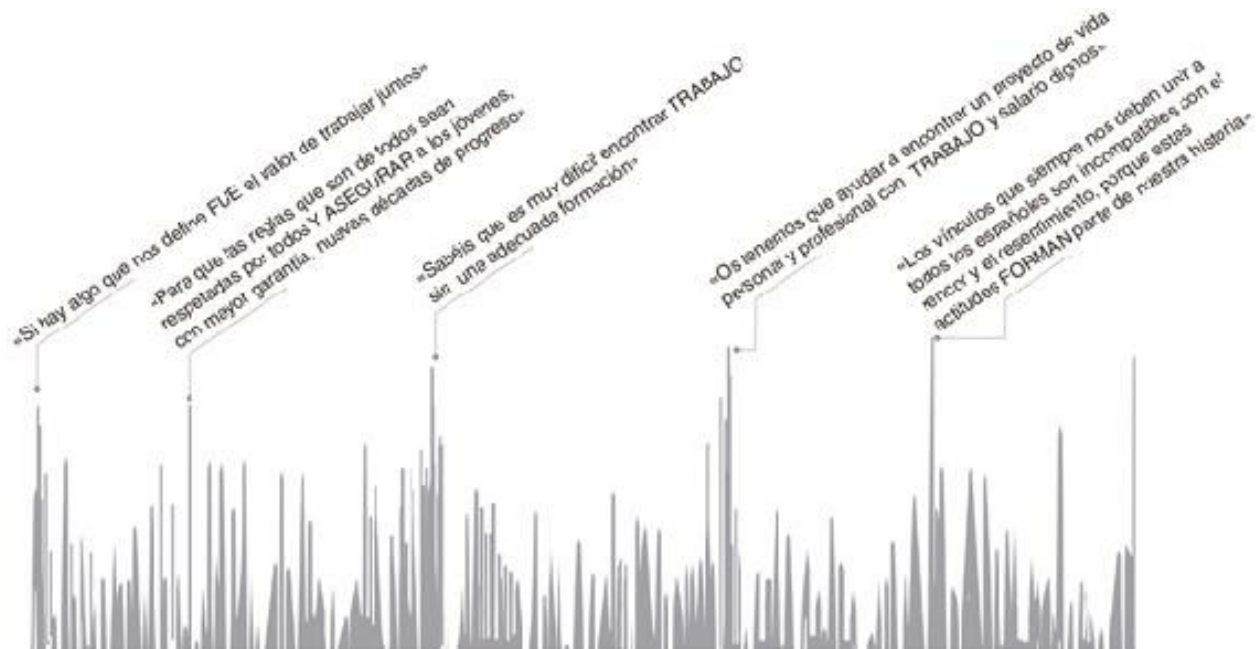 «Si hay algo que nos define FUE el valor de trabajar juntos»
«Para que las reglas que son de todos sean
respetadas por todos Y ASEGURAR a los jóvenes,
con mayor garantía, nuevas décadas de progreso»
«Sabéis que es muy difícil encontrar TRABAJO
sin una adecuada formación»
«Os tenemos que ayudar a encontrar un proyecto de vida
personal y profesional con TRABAJO y salario dignos»
«Los vínculos que siempre nos deben unir a
todos los españoles son incompatibles con el
rencor y el resentimiento, porque estas
actitudes FORMAN parte de nuestra historia»